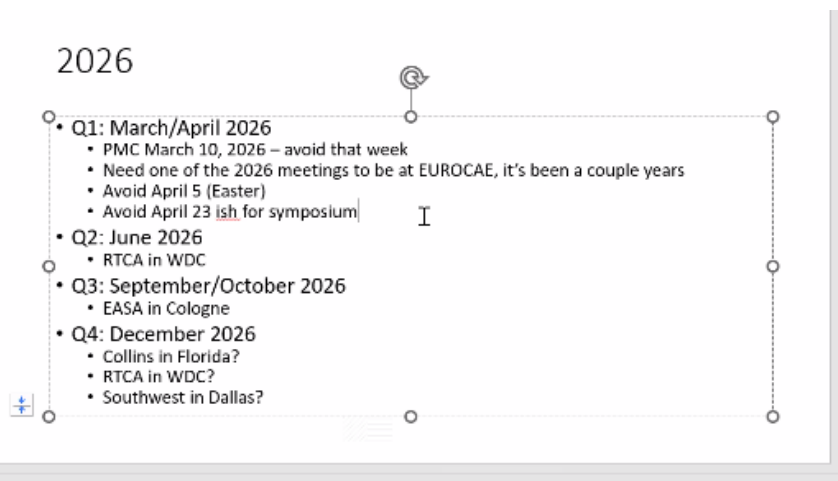 2026
• Q1: March/April 2026
• PMC March 10, 2026 – avoid that week
• Need one of the 2026 meetings to be at EUROCAE, it's been a couple years
• Avoid April 5 (Easter)
• Avoid April 23 ish for symposium
• Q2: June 2026
• RTCA in WDC
• Q3: September/October 2026
• EASA in Cologne
• Q4: December 2026
• Collins in Florida?
• RTCA in WDC?
• Southwest in Dallas?